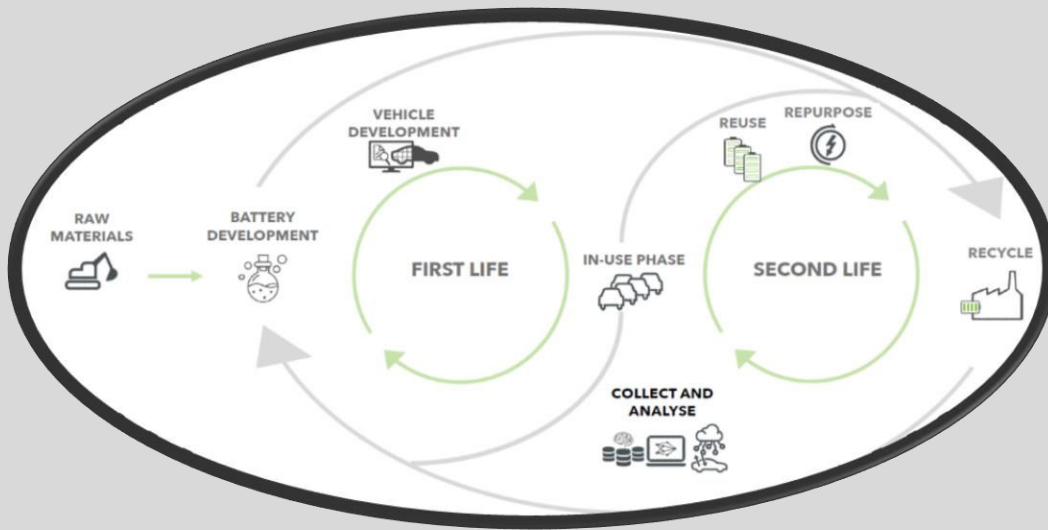 VEHICLE
DEVELOPMENT
REUSE
REPURPOSE
RAW
MATERIALS
BATTERY
DEVELOPMENT
FIRST LIFE
IN-USE PHASE
SECOND LIFE
RECYCLE
COLLECT AND
ANALYSE